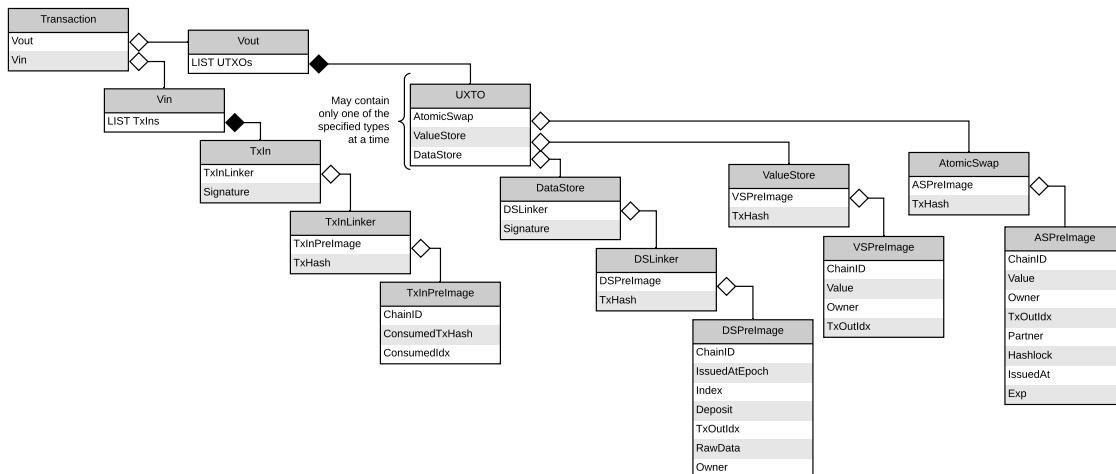 Transaction
Vout
Vin
Vout
LIST UTXOs
Vin
LIST TxIns
TxIn
TxInLinker
Signature
TxInLinker
TxInPreImage
TxHash
TxInPreImage
ChainID
ConsumedTxHash
ConsumedIdx
May contain
only one of the
specified types
at a time
UXTO
AtomicSwap
ValueStore
DataStore
DataStore
DSLinker
Signature
DSLinker
DSPreImage
TxHash
DSPreImage
ChainID
IssuedAtEpoch
Index
Deposit
TxOutIdx
RawData
Owner
ValueStore
VSPreImage
TxHash
VSPreImage
ChainID
Value
Owner
TxOutIdx
AtomicSwap
ASPreImage
TxHash
ASPreImage
ChainID
Value
Owner
TxOutIdx
Partner
Hashlock
IssuedAt
Exp